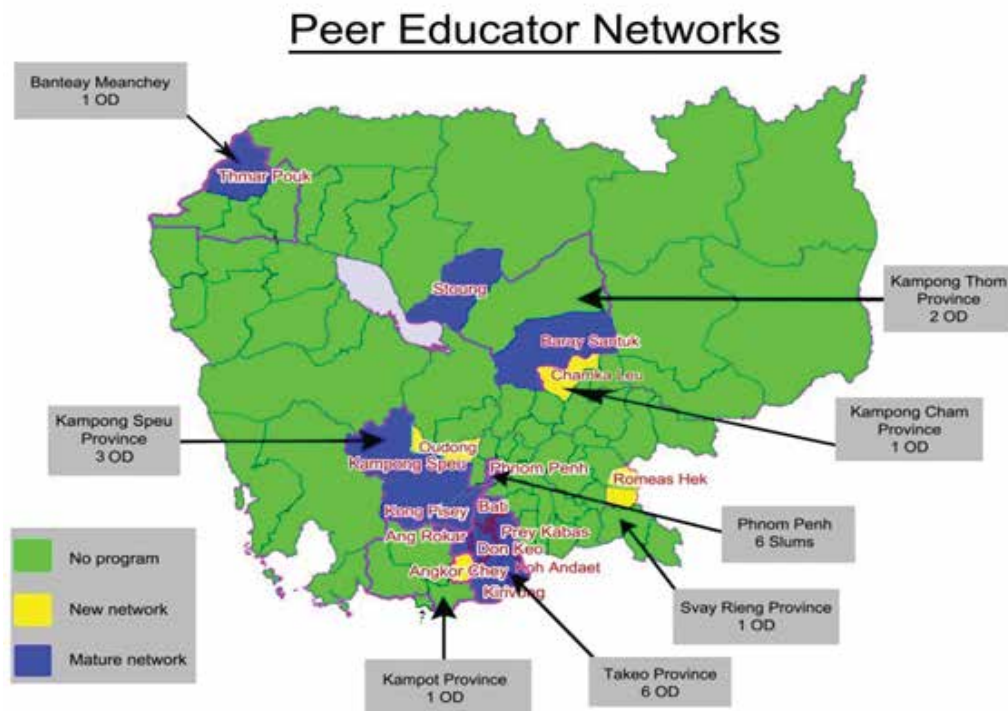 Peer Educator Networks
Banteay Meanchey
1 OD
Thmar Pouk
Stoung
Kampong Thom
Province
2 OD
Baray Santuk
Chamka Leu
Kampong Cham
Province
1 OD
Kampong Speu
Province
3 OD
Oudong
Kampong Speu
Phnom Penh
Romeas Hek
Kong Pisey
Bati
Ang Rokar
Prey Kabas
Don Keo
Angkor Chey
Koh Andaet
Kirivong
Phnom Penh
6 Slums
Svay Rieng Province
1 OD
No program
New network
Mature network
Kampot Province
1 OD
Takeo Province
6 OD